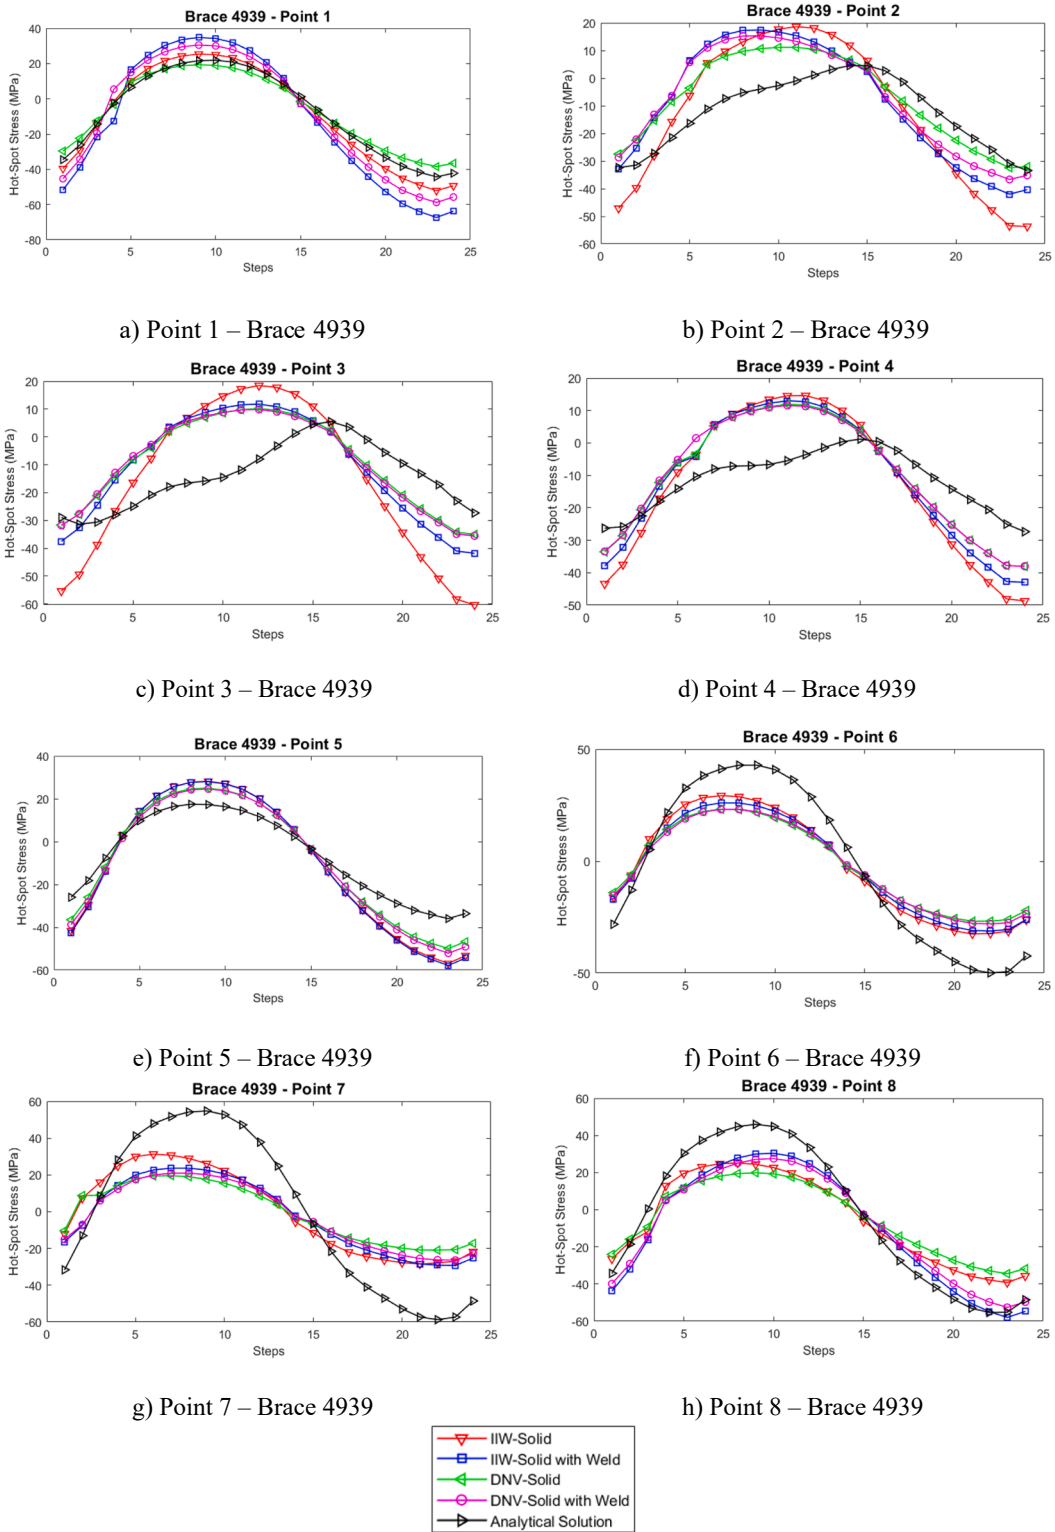 Brace 4939 - Point 1
Hot-Spot Stress (MPa)
40
20
0
-20
-40
-60
-80
0 5 10 15 20 25
Steps
a) Point 1 – Brace 4939
Brace 4939 - Point 2
Hot-Spot Stress (MPa)
20
10
0
-10
-20
-30
-40
-50
-60
0 5 10 15 20 25
Steps
b) Point 2 – Brace 4939
Brace 4939 - Point 3
Hot-Spot Stress (MPa)
20
10
0
-10
-20
-30
-40
-50
-60
0 5 10 15 20 25
Steps
c) Point 3 – Brace 4939
Brace 4939 - Point 4
Hot-Spot Stress (MPa)
20
10
0
-10
-20
-30
-40
-50
0 5 10 15 20 25
Steps
d) Point 4 – Brace 4939
Brace 4939 - Point 5
Hot-Spot Stress (MPa)
40
20
0
-20
-40
-60
0 5 10 15 20 25
Steps
e) Point 5 – Brace 4939
Brace 4939 - Point 6
Hot-Spot Stress (MPa)
50
0
-50
0 5 10 15 20 25
Steps
f) Point 6 – Brace 4939
Brace 4939 - Point 7
Hot-Spot Stress (MPa)
60
40
20
0
-20
-40
-60
0 5 10 15 20 25
Steps
g) Point 7 – Brace 4939
Brace 4939 - Point 8
Hot-Spot Stress (MPa)
60
40
20
0
-20
-40
-60
0 5 10 15 20 25
Steps
h) Point 8 – Brace 4939
IIW-Solid
IIW-Solid with Weld
DNV-Solid
DNV-Solid with Weld
Analytical Solution